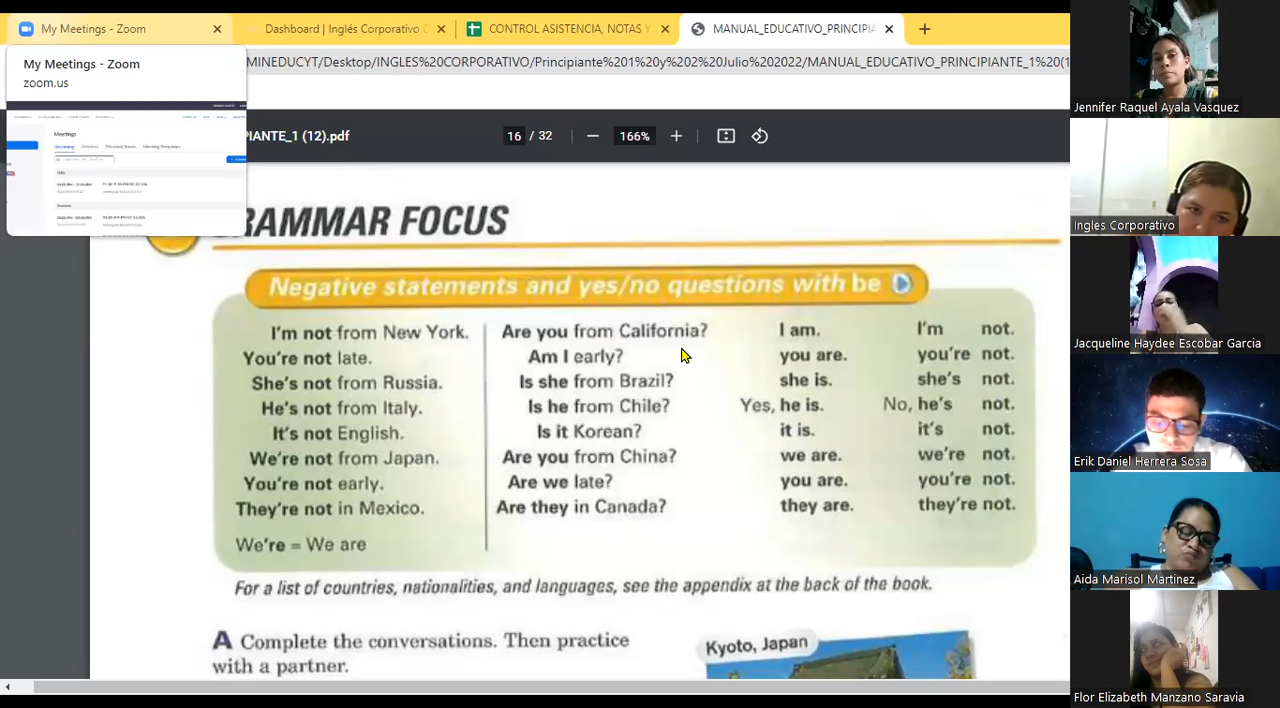 My Meetings - Zoom
Dashboard | Inglés Corporativo
CONTROL ASISTENCIA, NOTAS Y
MANUAL_EDUCATIVO_PRINCIPIA
My Meetings - Zoom
zoom.us
MINEDUCYT/Desktop/INGLES%20CORPORATIVO/Principiante%201%20y%202%20Julio%202022/MANUAL_EDUCATIVO_PRINCIPIANTE_1%20(1
Meetings
PIANTE_1 (12).pdf
16 / 32
166%
RAMMAR FOCUS
Negative statements and yes/no questions with be
I'm not from New York. Are you from California? I am. I'm not.
You're not late. Am I early? you are. you're not.
She's not from Russia. Is she from Brazil? she is. she's not.
He's not from Italy. Is he from Chile? Yes, he is. No, he's not.
It's not English. Is it Korean? it is. it's not.
We're not from Japan. Are you from China? we are. we're not.
You're not early. Are we late? you are. you're not.
They're not in Mexico. Are they in Canada? they are. they're not.
We're = We are
For a list of countries, nationalities, and languages, see the appendix at the back of the book.
A Complete the conversations. Then practice
with a partner.
Kyoto, Japan
Jennifer Raquel Ayala Vasquez
Ingles Corporativo
Jacqueline Haydee Escobar Garcia
Erik Daniel Herrera Sosa
Aida Marisol Martínez
Flor Elizabeth Manzano Saravia